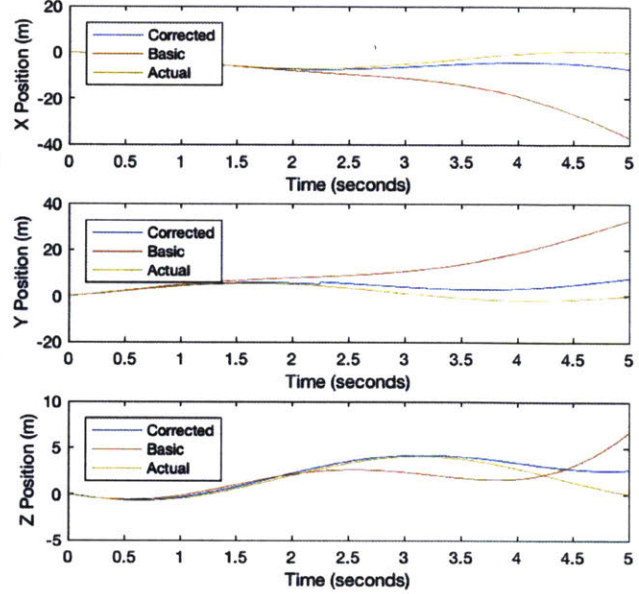 20
0
-20
-40
X Position (m)
Corrected
Basic
Actual
0 0.5 1 1.5 2 2.5 3 3.5 4 4.5 5
Time (seconds)
40
20
0
-20
Y Position (m)
Corrected
Basic
Actual
0 0.5 1 1.5 2 2.5 3 3.5 4 4.5 5
Time (seconds)
10
5
0
-5
Z Position (m)
Corrected
Basic
Actual
0 0.5 1 1.5 2 2.5 3 3.5 4 4.5 5
Time (seconds)